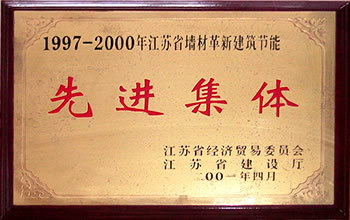 1997-2000年江苏省墙材革新建筑节能
先进集体
江苏省经济贸易委员会
江苏省建设厅
二00一年四月